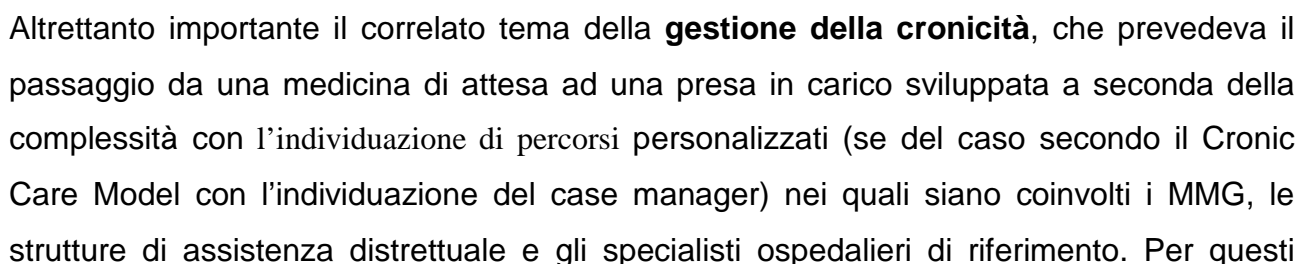 Altrettanto importante il correlato tema della gestione della cronicità, che prevedeva il
passaggio da una medicina di attesa ad una presa in carico sviluppata a seconda della
complessità con l’individuazione di percorsi personalizzati (se del caso secondo il Cronic
Care Model con l’individuazione del case manager) nei quali siano coinvolti i MMG, le
strutture di assistenza distrettuale e gli specialisti ospedalieri di riferimento. Per questi